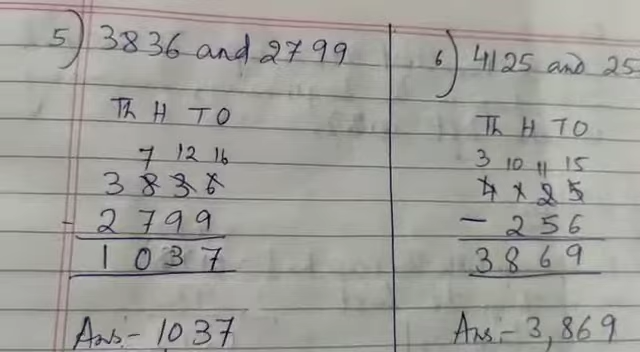 5) 3836 and 2799
Th H T O
7 12 16
3 8 3 6
- 2 7 9 9
1 0 3 7
Ans:- 1037
6) 4125 and 25
Th H T O
3 10 11 15
4 1 2 5
- 2 5 6
3 8 6 9
Ans:- 3,869